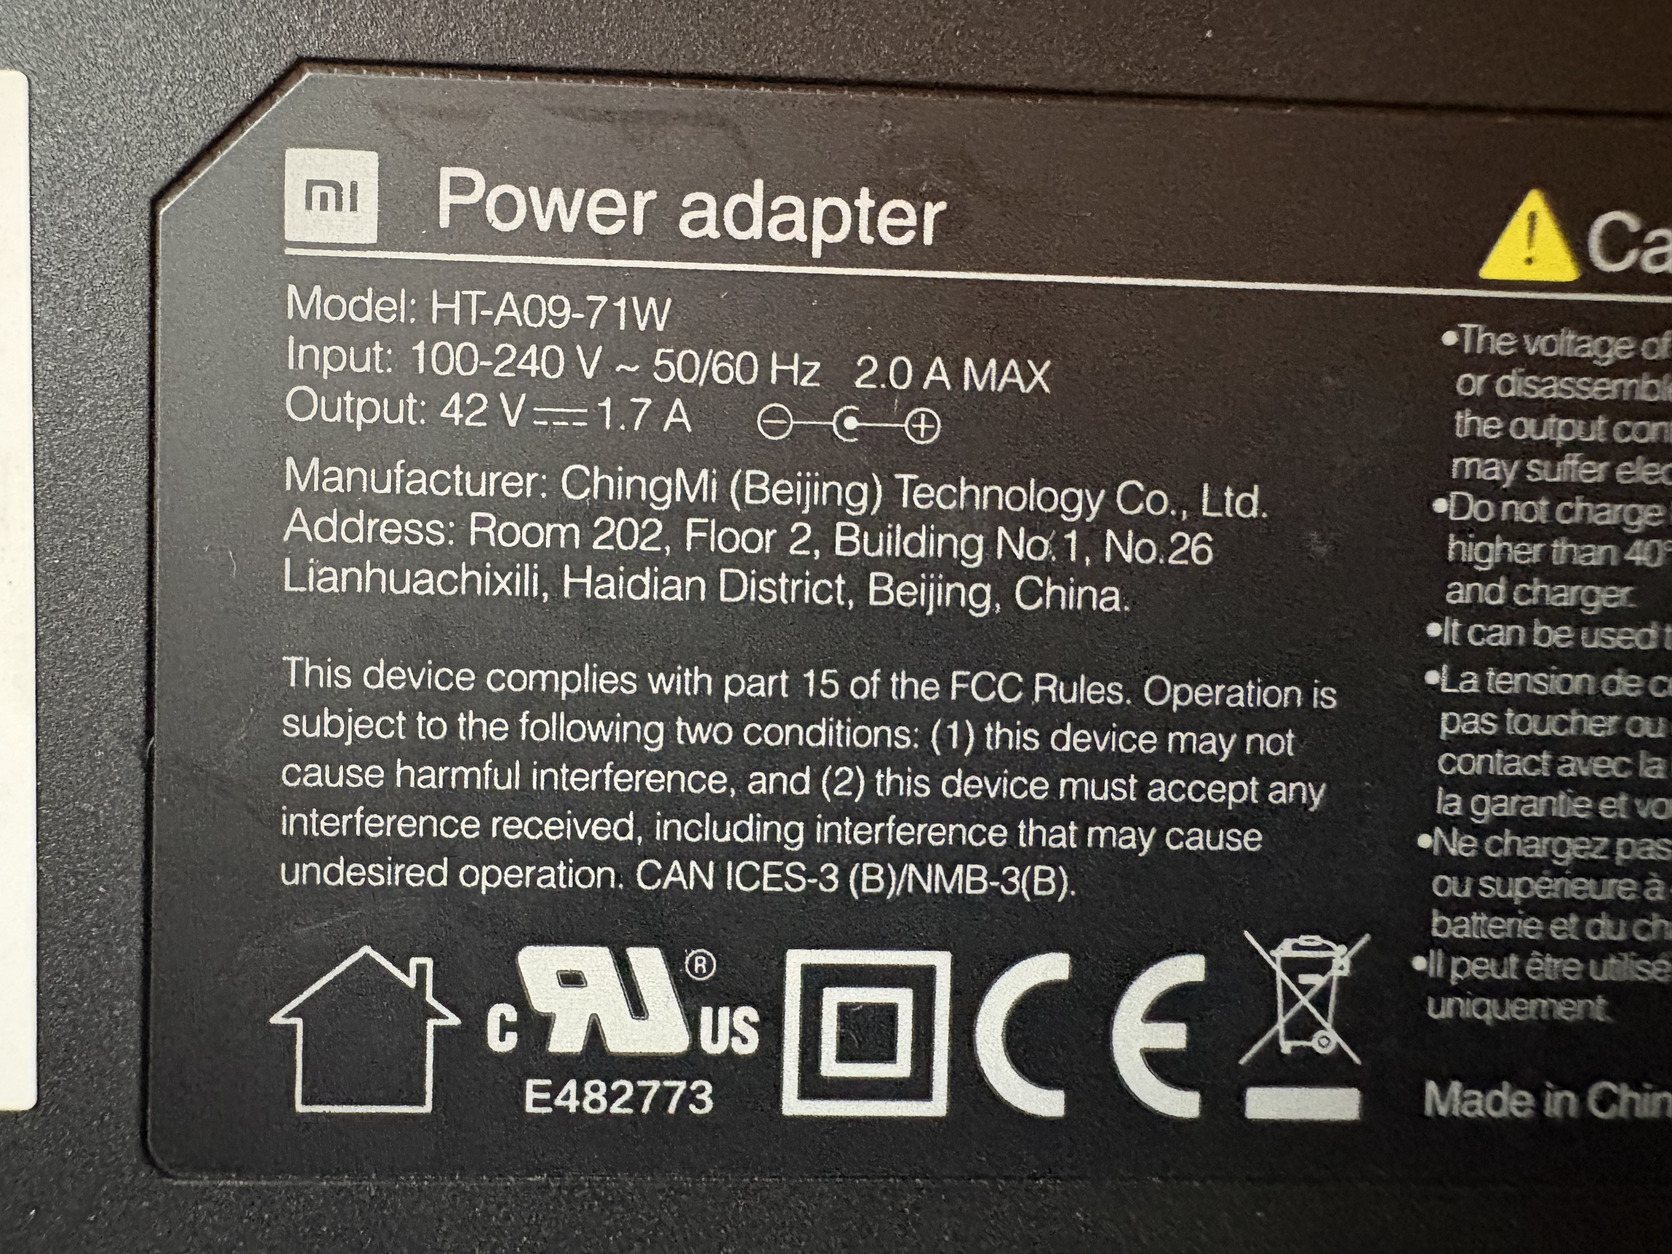 mi Power adapter
Model: HT-A09-71W
Input: 100-240 V ~ 50/60 Hz 2.0 A MAX
Output: 42 V⎓1.7 A
Manufacturer: ChingMi (Beijing) Technology Co., Ltd.
Address: Room 202, Floor 2, Building No.1, No.26
Lianhuachixili, Haidian District, Beijing, China.
This device complies with part 15 of the FCC Rules. Operation is
subject to the following two conditions: (1) this device may not
cause harmful interference, and (2) this device must accept any
interference received, including interference that may cause
undesired operation. CAN ICES-3 (B)/NMB-3(B).
c RU ® US
E482773
CE
•The voltage of
or disassembl
the output con
may suffer elec
•Do not charge
higher than 40°
and charger.
•It can be used
•La tension de c
pas toucher ou
contact avec la
la garantie et vo
•Ne chargez pas
ou supérieure à
batterie et du ch
•Il peut être utilisé
uniquement.
Made in Chin